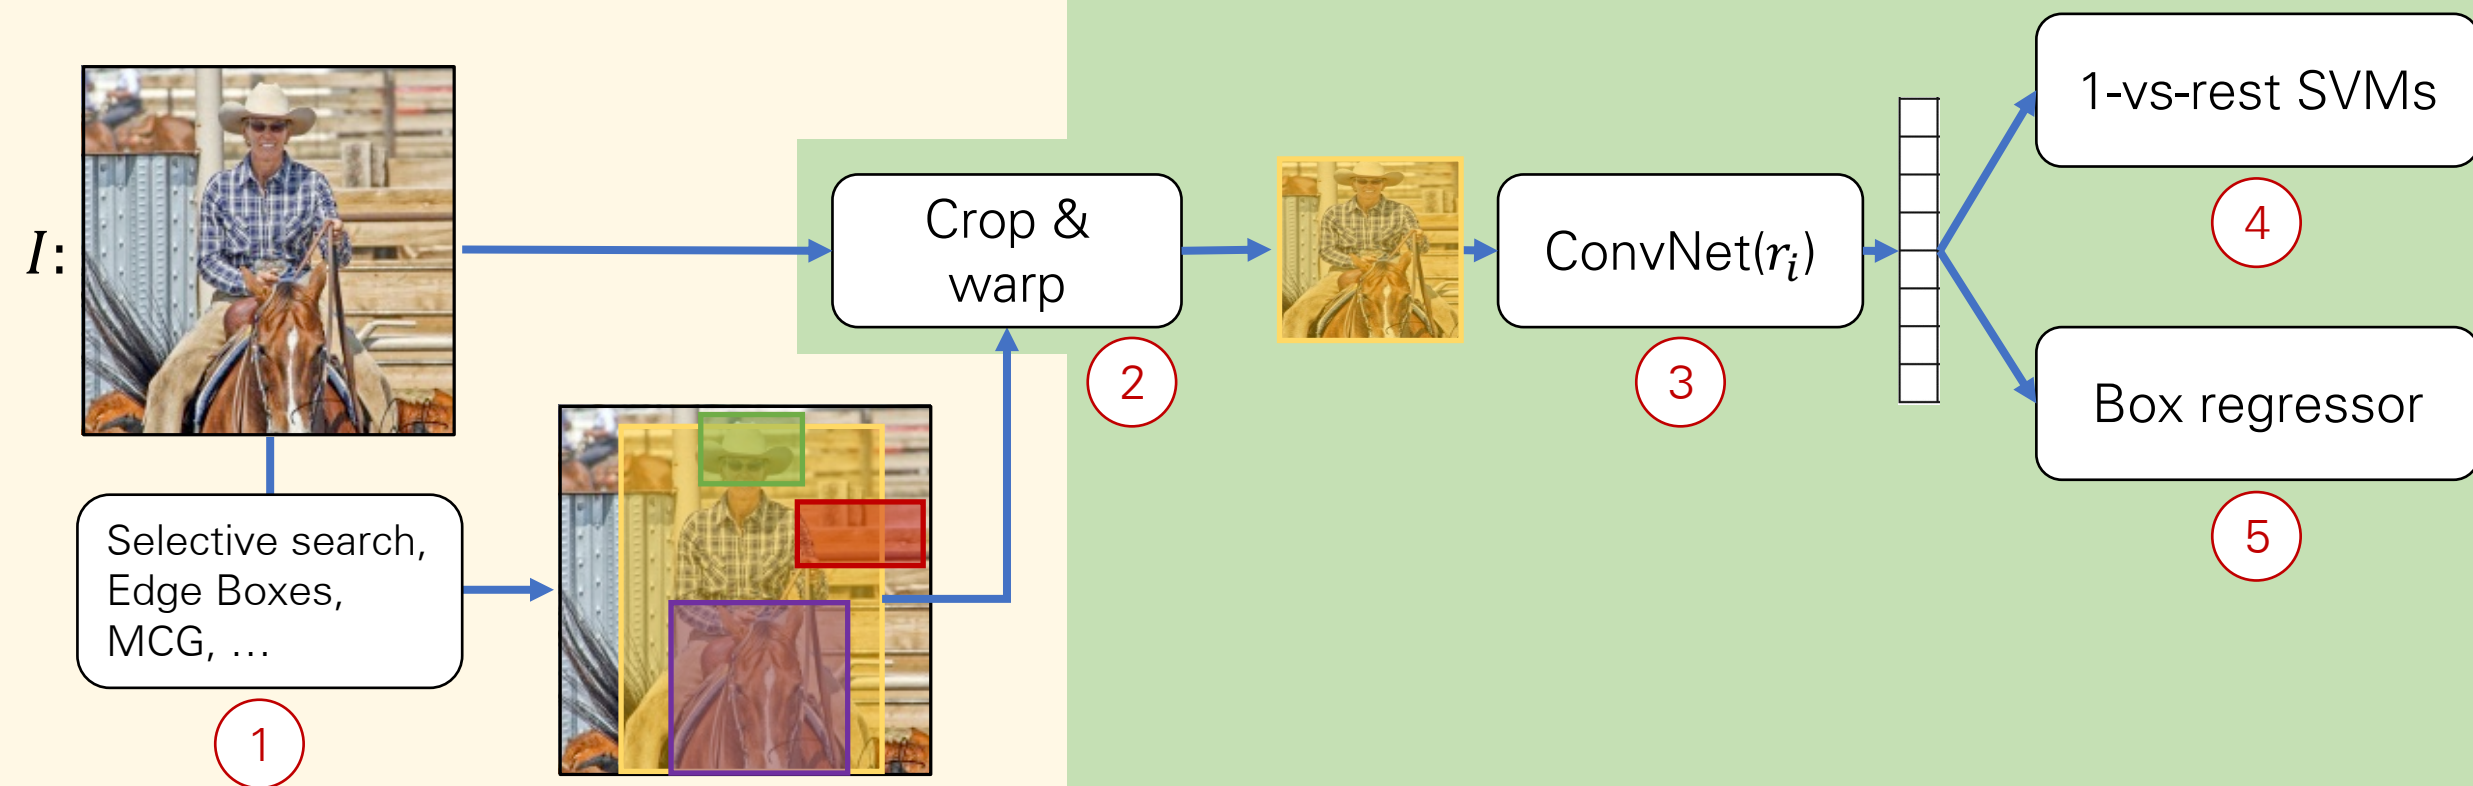 I:
Selective search,
Edge Boxes,
MCG, …
1
Crop &
warp
2
ConvNet(rᵢ)
3
1-vs-rest SVMs
4
Box regressor
5